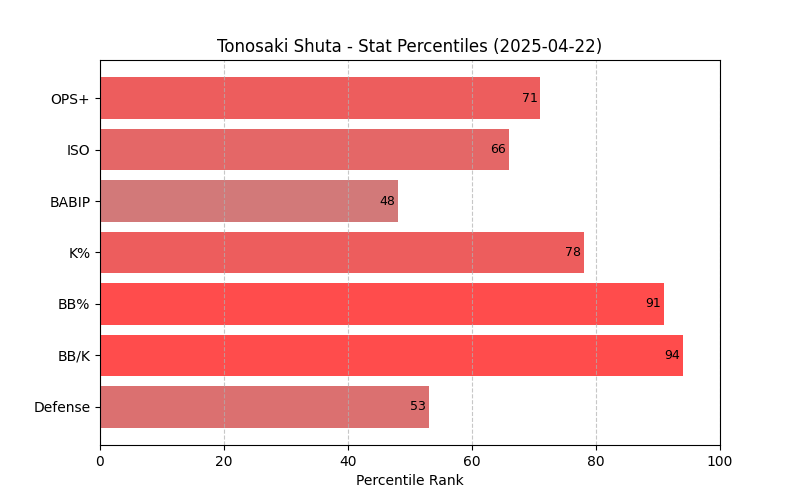 Tonosaki Shuta - Stat Percentiles (2025-04-22)
OPS+ 71
ISO 66
BABIP 48
K% 78
BB% 91
BB/K 94
Defense 53
0 20 40 60 80 100
Percentile Rank